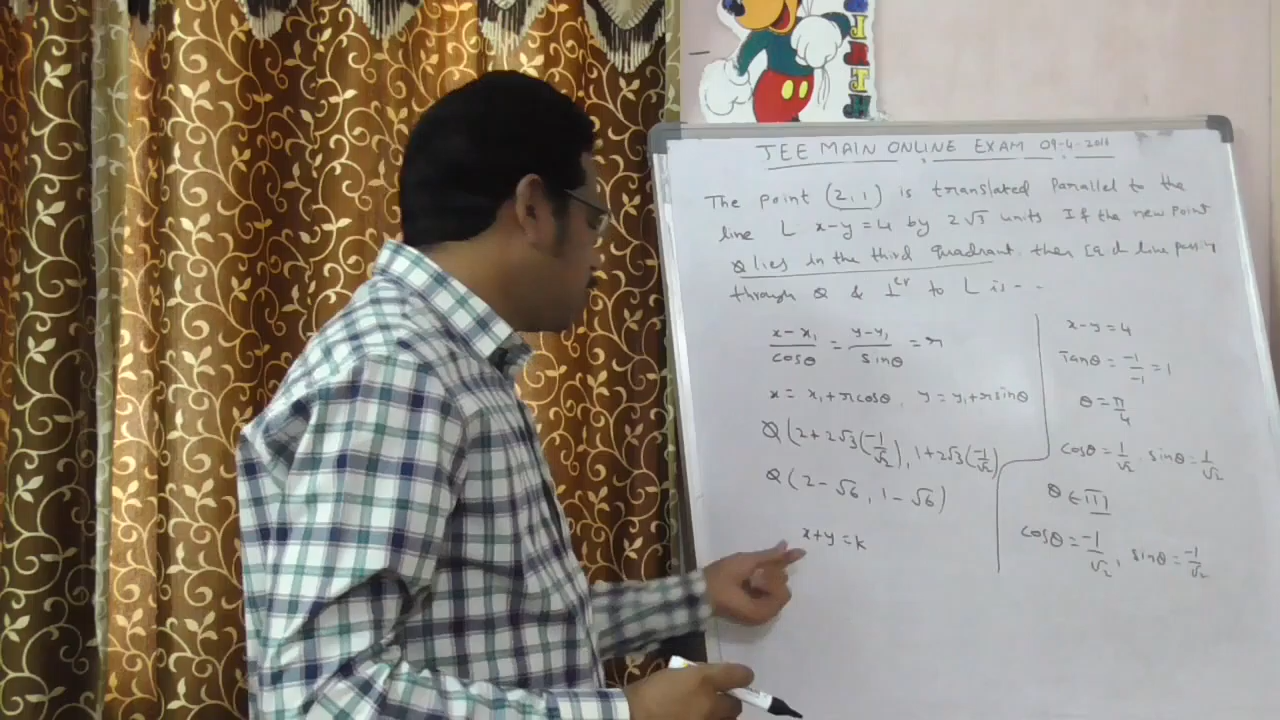 JEE MAIN ONLINE EXAM 09-4-2016
The point (2,1) is translated Parallel to the
line L x-y=4 by 2√3 units If the new Point
Q lies in the third quadrant. then Eq of line passing
through Q & ⊥er to L is - -
x-x₁/cosθ = y-y₁/sinθ = r
x = x₁+rcosθ, y = y₁+rsinθ
Q(2+2√3(-1/√2), 1+2√3(-1/√2))
Q(2-√6, 1-√6)
x+y=k
x-y=4
Tanθ = -1/-1 = 1
θ = π/4
cosθ = 1/√2, sinθ = 1/√2
Q ∈ III
cosθ = -1/√2, sinθ = -1/√2